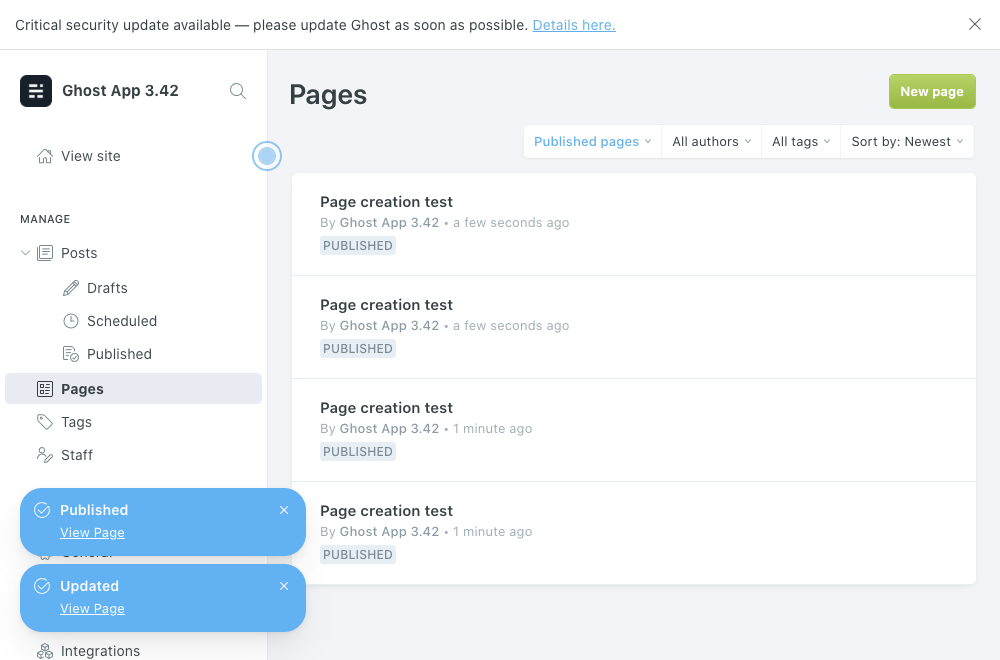 Critical security update available — please update Ghost as soon as possible. Details here.
Ghost App 3.42
View site
MANAGE
Posts
Drafts
Scheduled
Published
Pages
Tags
Staff
Published
View Page
General
Updated
View Page
Integrations
Pages
New page
Published pages
All authors
All tags
Sort by: Newest
Page creation test
By Ghost App 3.42 • a few seconds ago
PUBLISHED
Page creation test
By Ghost App 3.42 • a few seconds ago
PUBLISHED
Page creation test
By Ghost App 3.42 • 1 minute ago
PUBLISHED
Page creation test
By Ghost App 3.42 • 1 minute ago
PUBLISHED